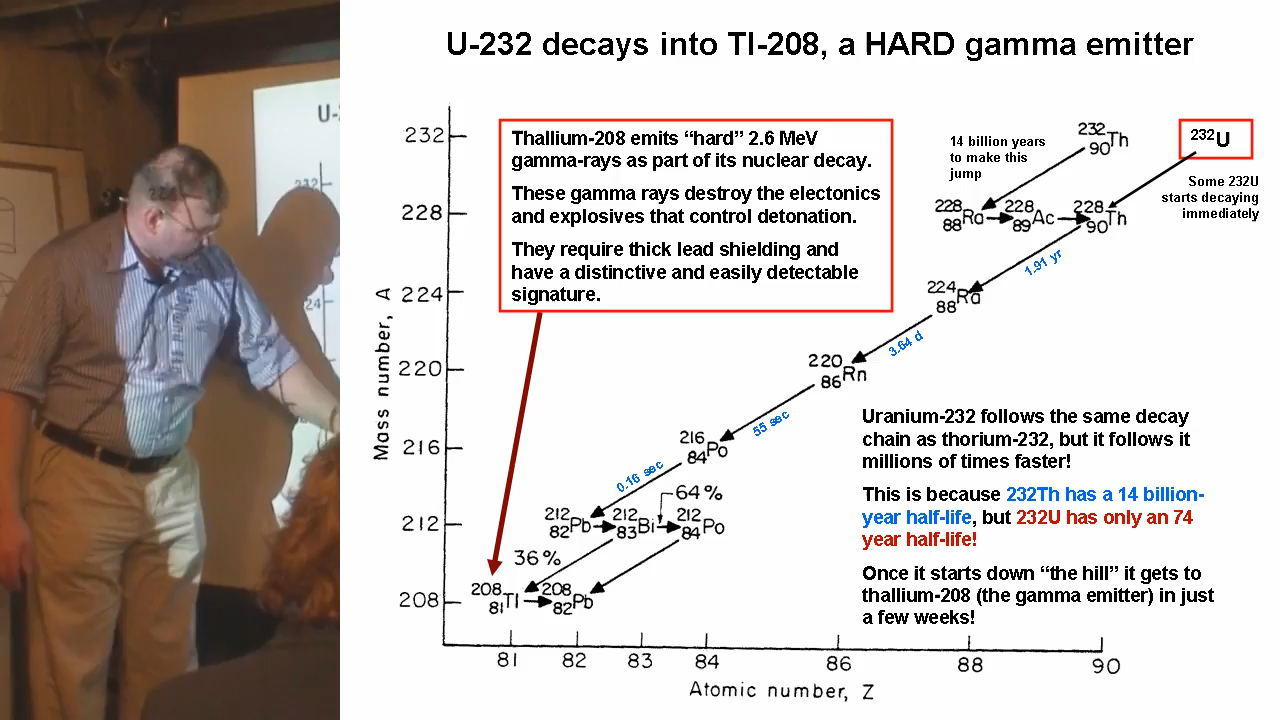 U-232 decays into Tl-208, a HARD gamma emitter
Thallium-208 emits “hard” 2.6 MeV
gamma-rays as part of its nuclear decay.
These gamma rays destroy the electonics
and explosives that control detonation.
They require thick lead shielding and
have a distinctive and easily detectable
signature.
14 billion years
to make this
jump
232 90 Th
232U
Some 232U
starts decaying
immediately
228 88 Ra
228 89 Ac
228 90 Th
1.91 yr
224 88 Ra
3.64 d
220 86 Rn
55 sec
216 84 Po
0.16 sec
64 %
212 82 Pb
212 83 Bi
212 84 Po
36 %
208 81 Tl
208 82 Pb
Uranium-232 follows the same decay
chain as thorium-232, but it follows it
millions of times faster!
This is because 232Th has a 14 billion-
year half-life, but 232U has only an 74
year half-life!
Once it starts down “the hill” it gets to
thallium-208 (the gamma emitter) in just
a few weeks!
Mass number, A
232
228
224
220
216
212
208
81 82 83 84 86 88 90
Atomic number, Z